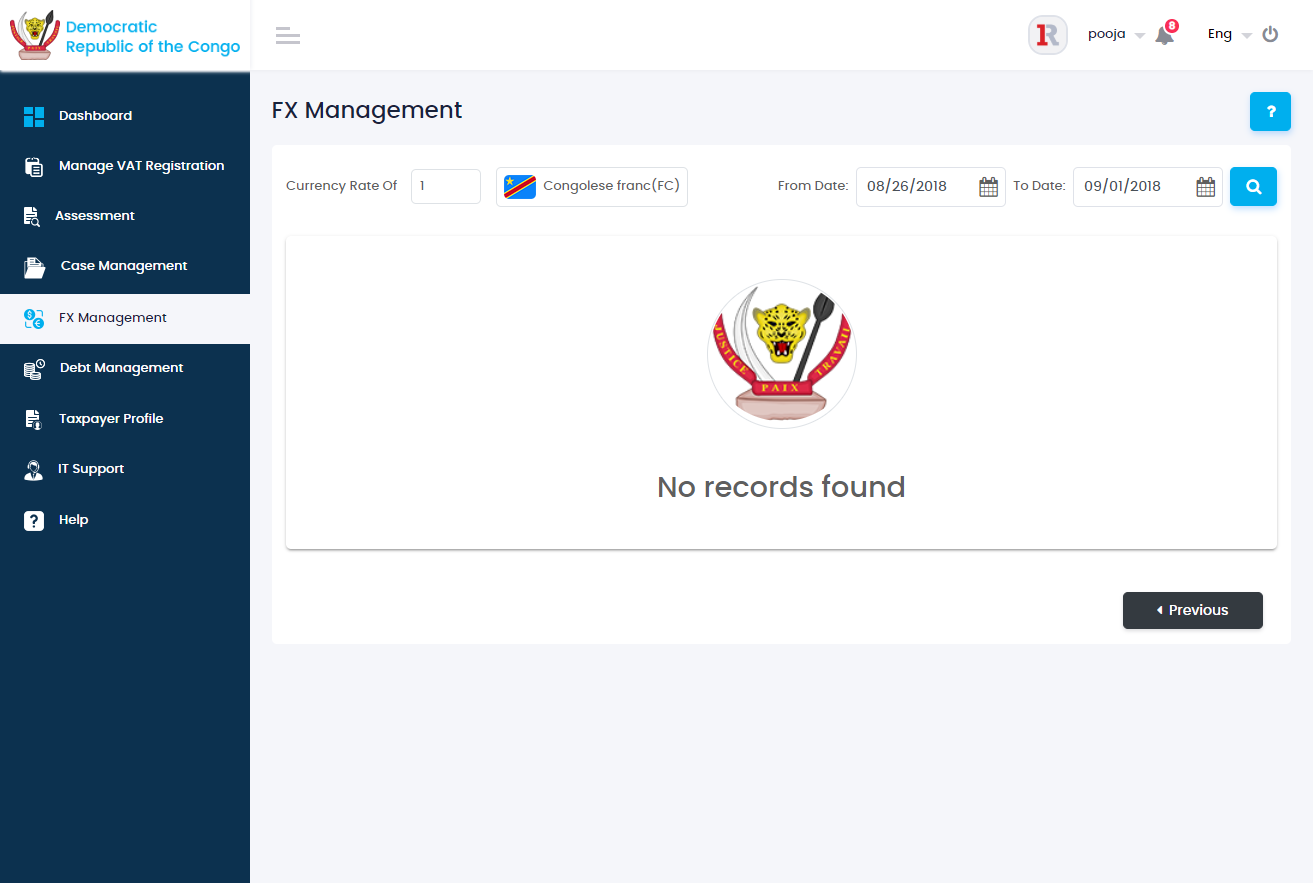 Democratic
Republic of the Congo
PAIX
R
pooja
8
Eng
Dashboard
Manage VAT Registration
Assessment
Case Management
FX Management
Debt Management
Taxpayer Profile
IT Support
? Help
FX Management
?
Currency Rate Of 1 Congolese franc(FC) From Date: 08/26/2018 To Date: 09/01/2018
JUSTICE PAIX TRAVAIL
No records found
Previous